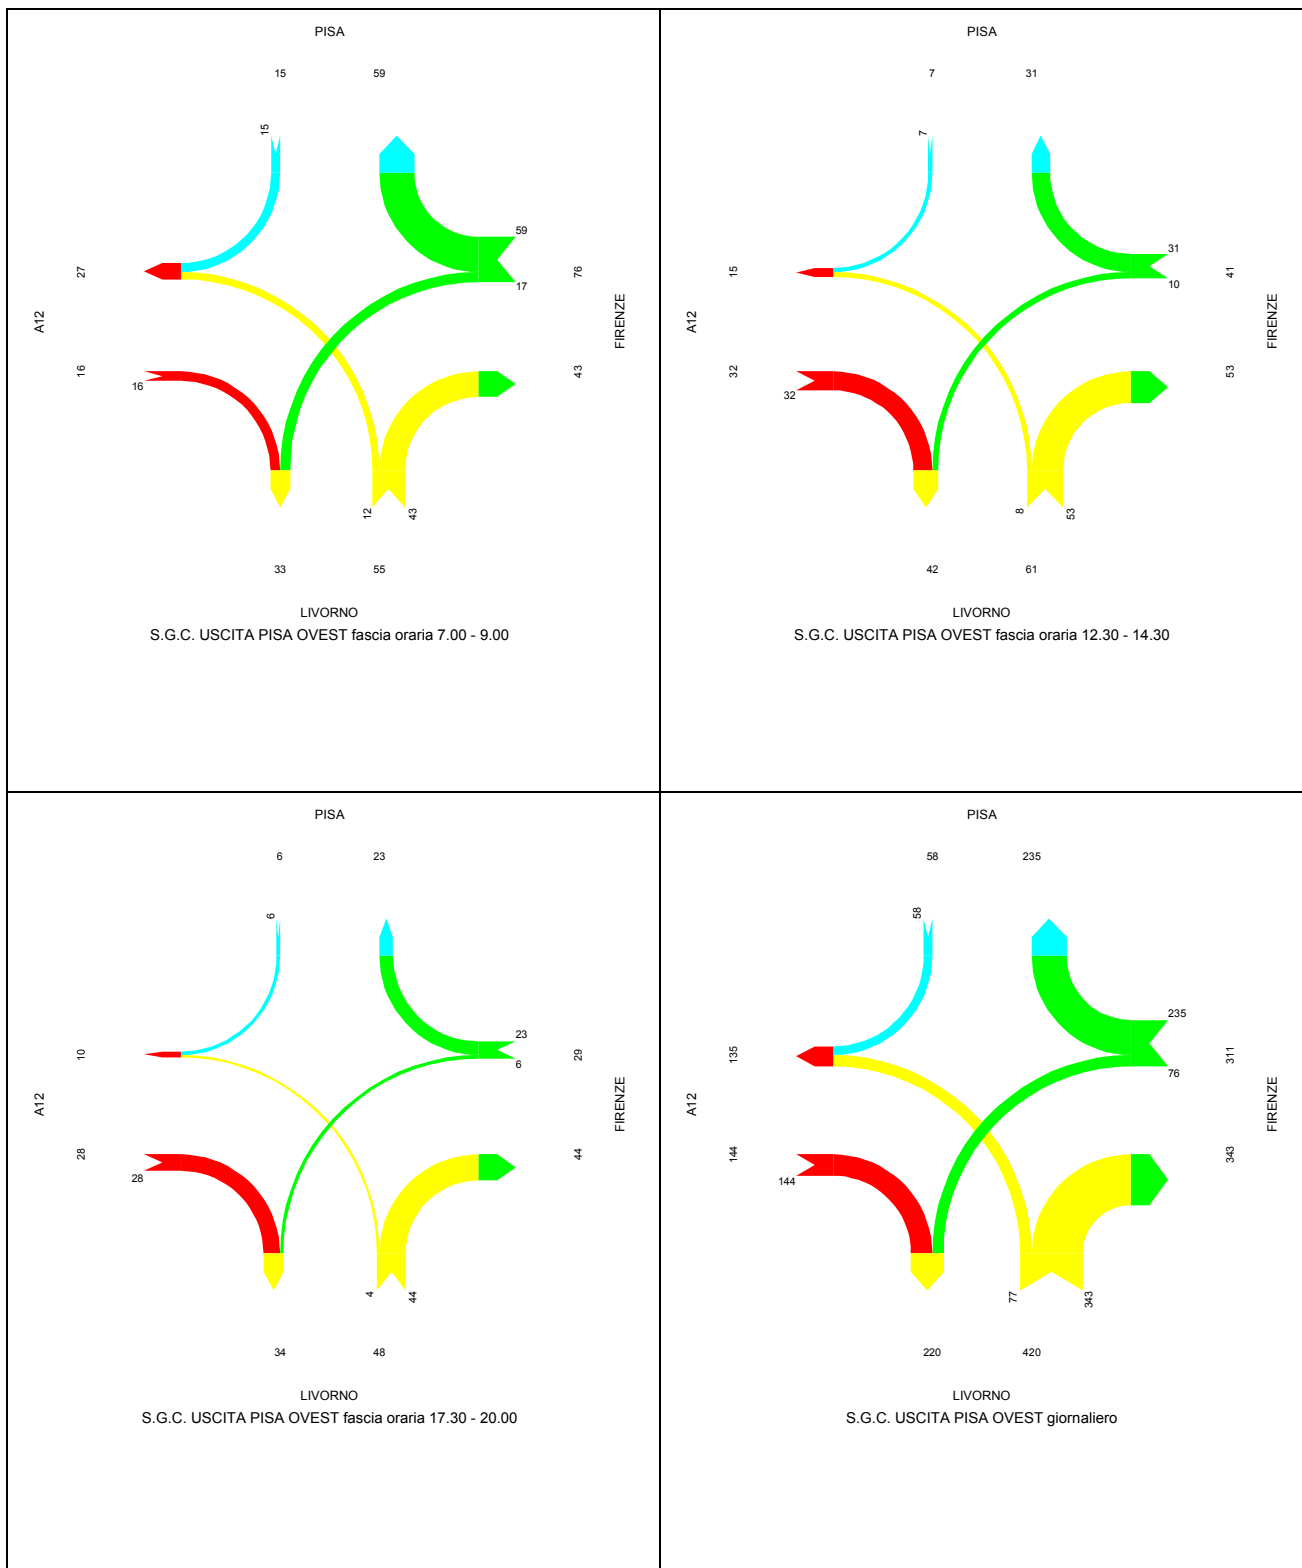 PISA
15 59
15
59
17
27
76
A12
FIRENZE
16
16
43
12 43
33 55
LIVORNO
S.G.C. USCITA PISA OVEST fascia oraria 7.00 - 9.00
PISA
7 31
7
31
10
15
41
A12
FIRENZE
32
32
53
8 53
42 61
LIVORNO
S.G.C. USCITA PISA OVEST fascia oraria 12.30 - 14.30
PISA
6 23
6
23
6
10
29
A12
FIRENZE
28
28
44
4 44
34 48
LIVORNO
S.G.C. USCITA PISA OVEST fascia oraria 17.30 - 20.00
PISA
58 235
58
235
76
135
311
A12
FIRENZE
144
144
343
77 343
220 420
LIVORNO
S.G.C. USCITA PISA OVEST giornaliero